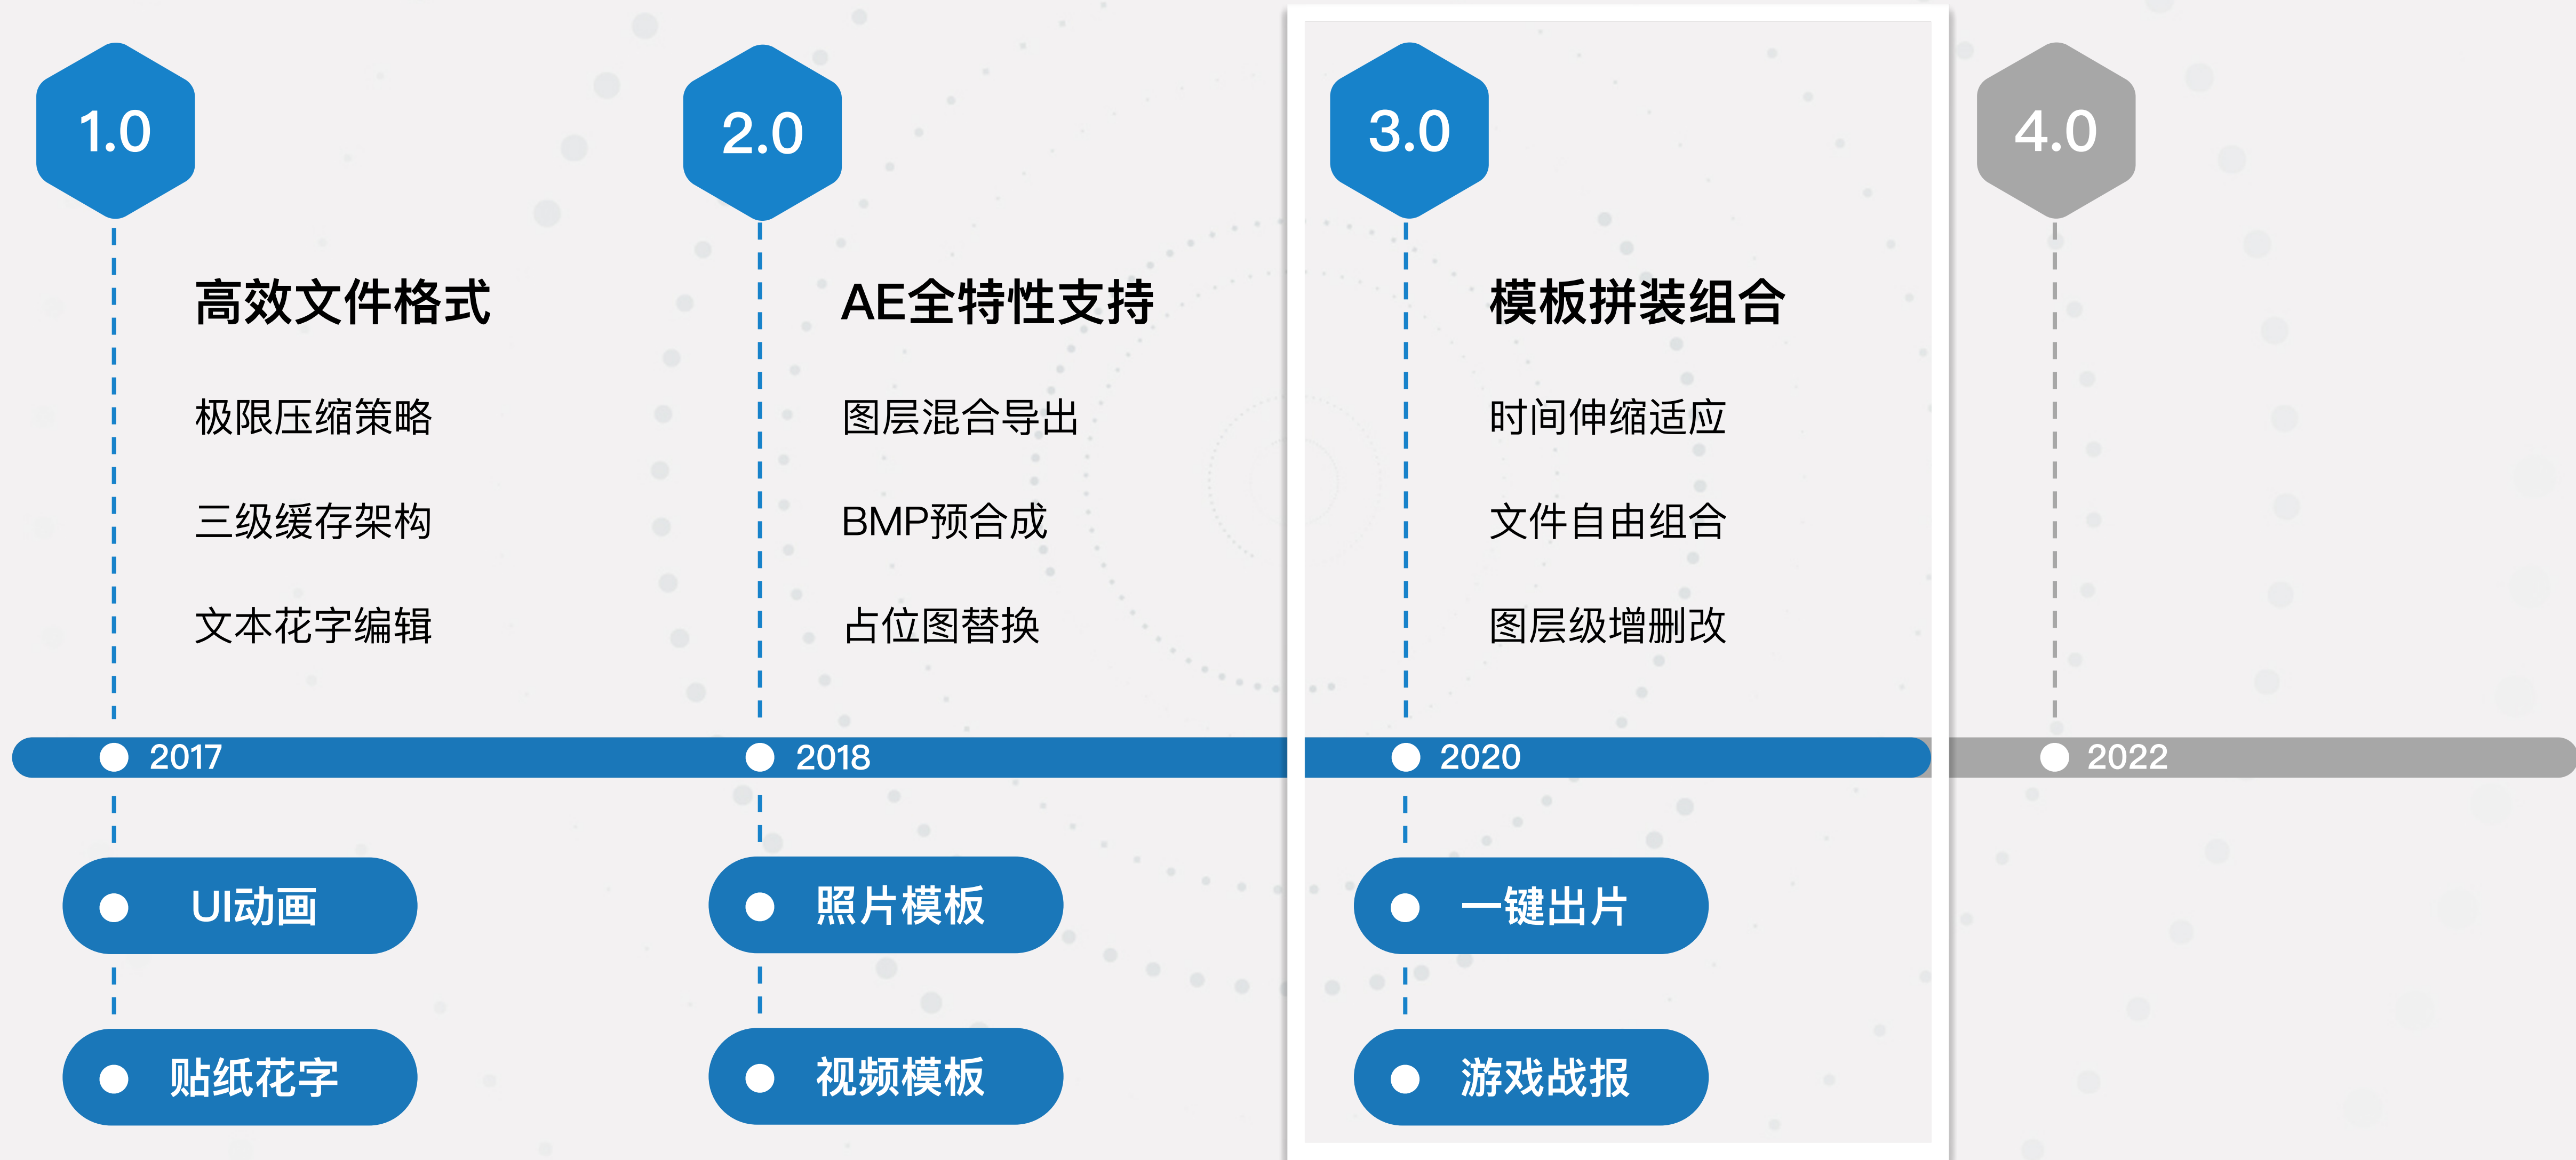 1.0
高效文件格式
极限压缩策略
三级缓存架构
文本花字编辑
2017
UI动画
贴纸花字
2.0
AE全特性支持
图层混合导出
BMP预合成
占位图替换
2018
照片模板
视频模板
3.0
模板拼装组合
时间伸缩适应
文件自由组合
图层级增删改
2020
一键出片
游戏战报
4.0
2022